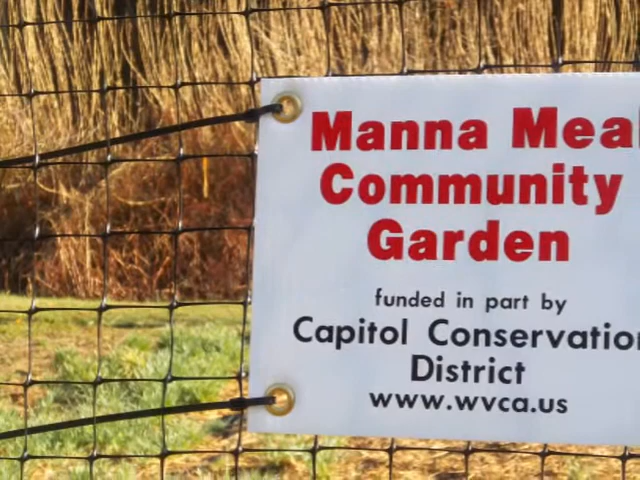 Manna Meal
Community
Garden
funded in part by
Capitol Conservation
District
www.wvca.us